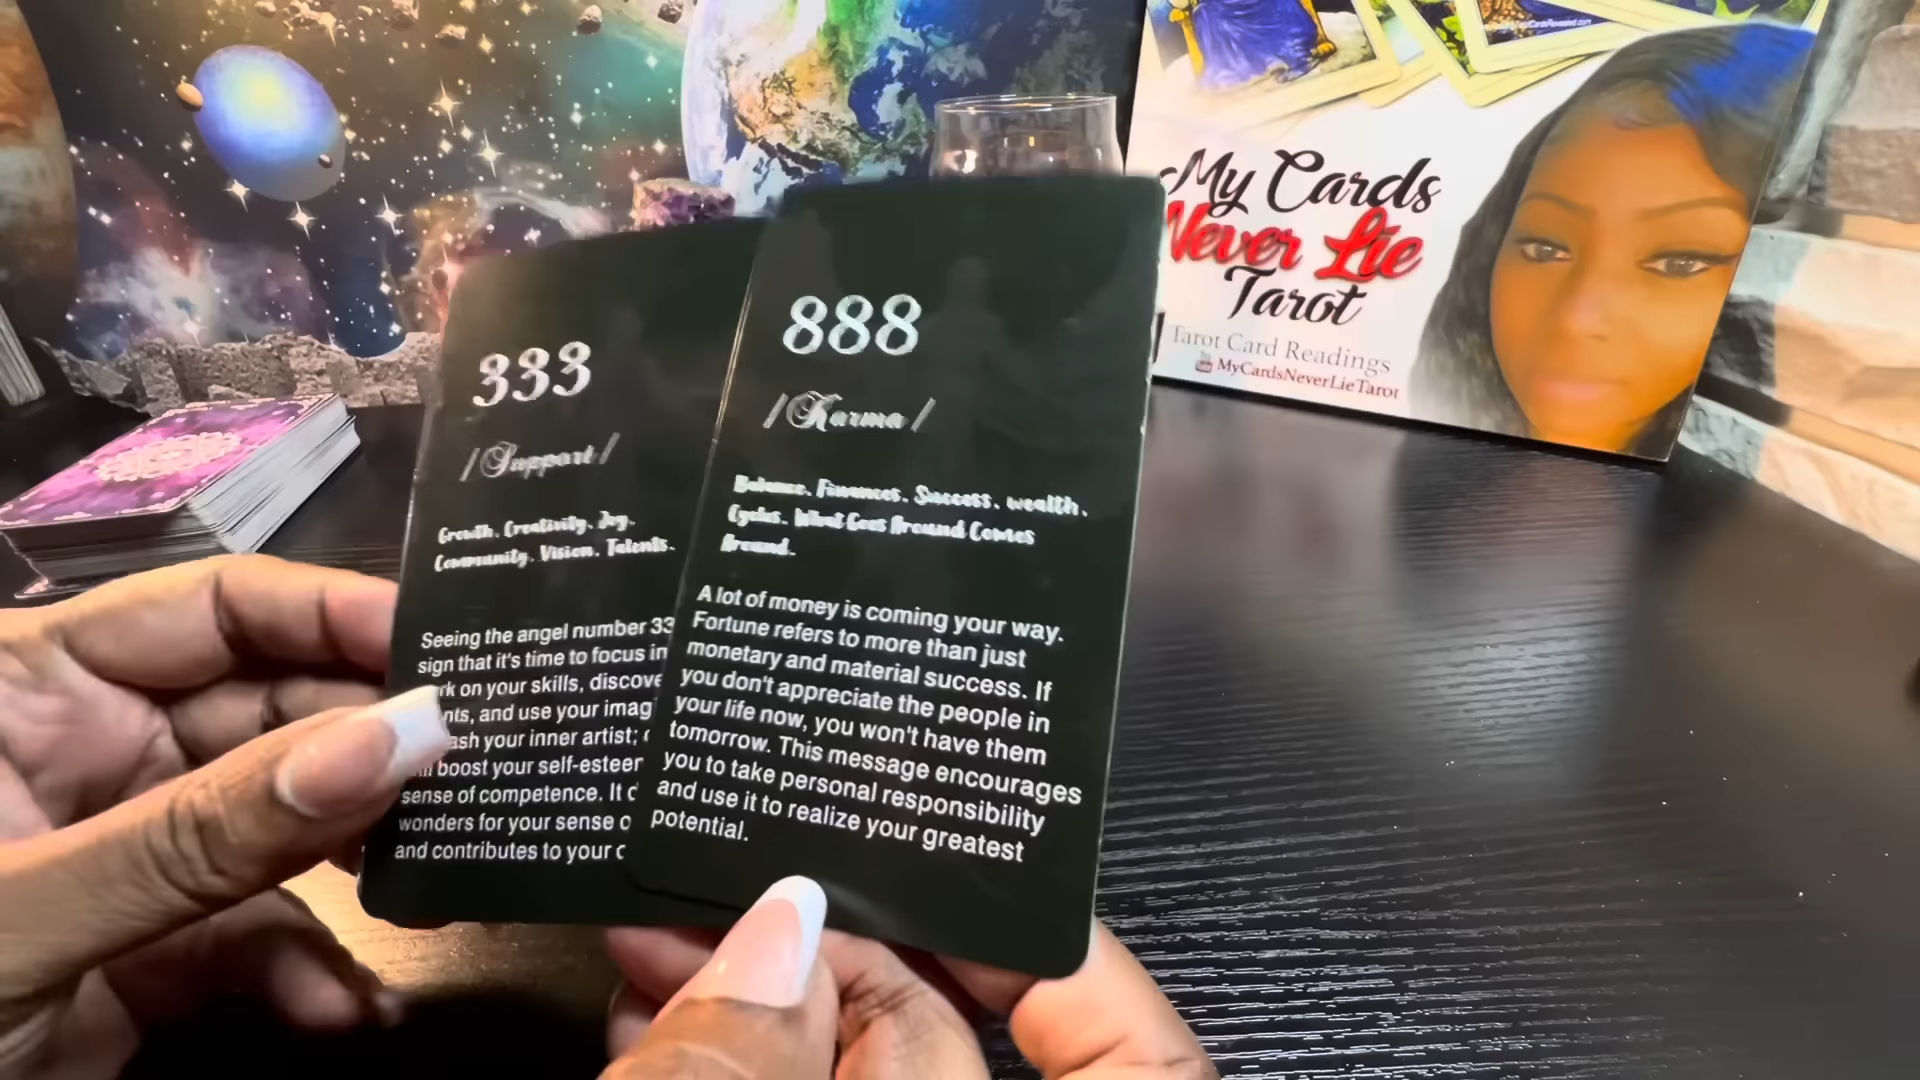 My Cards
Never Lie
Tarot
Tarot Card Readings
MyCardsNeverLieTarot
333
/Support/
Growth. Creativity. Joy.
Community. Vision. Talents.
Seeing the angel number 33
sign that it's time to focus in
on your skills, discove
and use your imag
your inner artist;
boost your self-esteem
sense of competence. It
wonders for your sense o
and contributes to your
888
/Karma/
Balance. Finances. Success. wealth.
Cycles. What Goes Around Comes
Around.
A lot of money is coming your way.
Fortune refers to more than just
monetary and material success. If
you don't appreciate the people in
your life now, you won't have them
tomorrow. This message encourages
you to take personal responsibility
and use it to realize your greatest
potential.